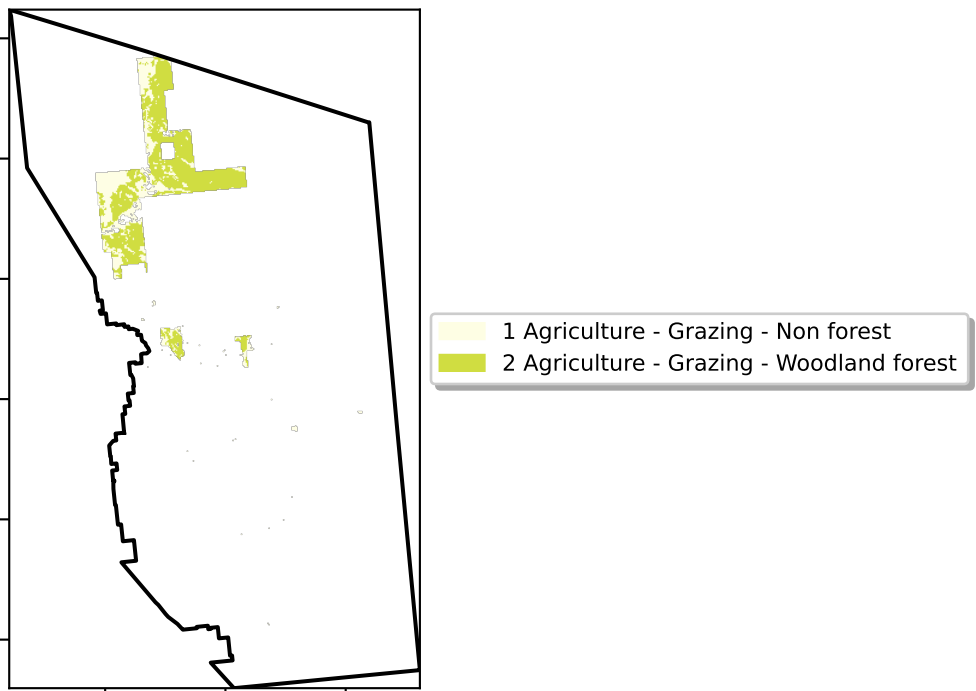 1 Agriculture - Grazing - Non forest
2 Agriculture - Grazing - Woodland forest